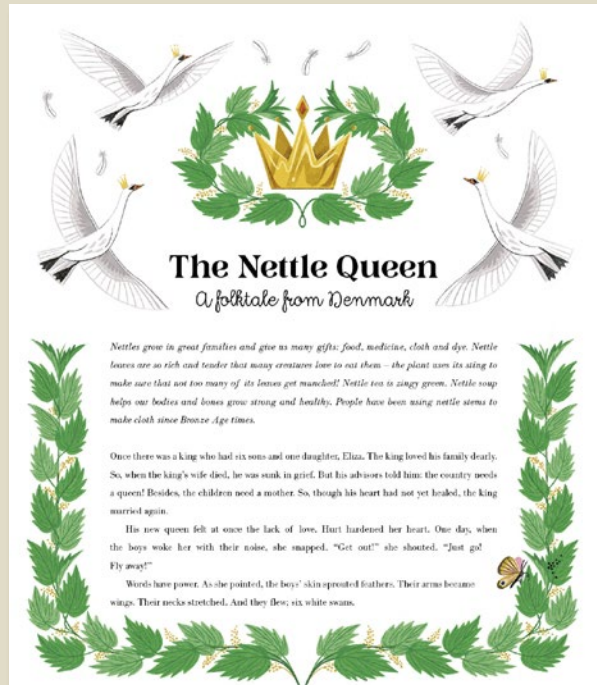 The Nettle Queen
A folktale from Denmark
Nettles grow in great families and give us many gifts: food, medicine, cloth and dye. Nettle
leaves are so rich and tender that many creatures love to eat them – the plant uses its sting to
make sure that not too many of its leaves get munched! Nettle tea is zingy green. Nettle soup
helps our bodies and bones grow strong and healthy. People have been using nettle stems to
make cloth since Bronze Age times.
Once there was a king who had six sons and one daughter, Eliza. The king loved his family dearly.
So, when the king's wife died, he was sunk in grief. But his advisors told him: the country needs
a queen! Besides, the children need a mother. So, though his heart had not yet healed, the king
married again.
His new queen felt at once the lack of love. Hurt hardened her heart. One day, when
the boys woke her with their noise, she snapped. “Get out!” she shouted. “Just go!
Fly away!”
Words have power. As she pointed, the boys’ skin sprouted feathers. Their arms became
wings. Their necks stretched. And they flew; six white swans.